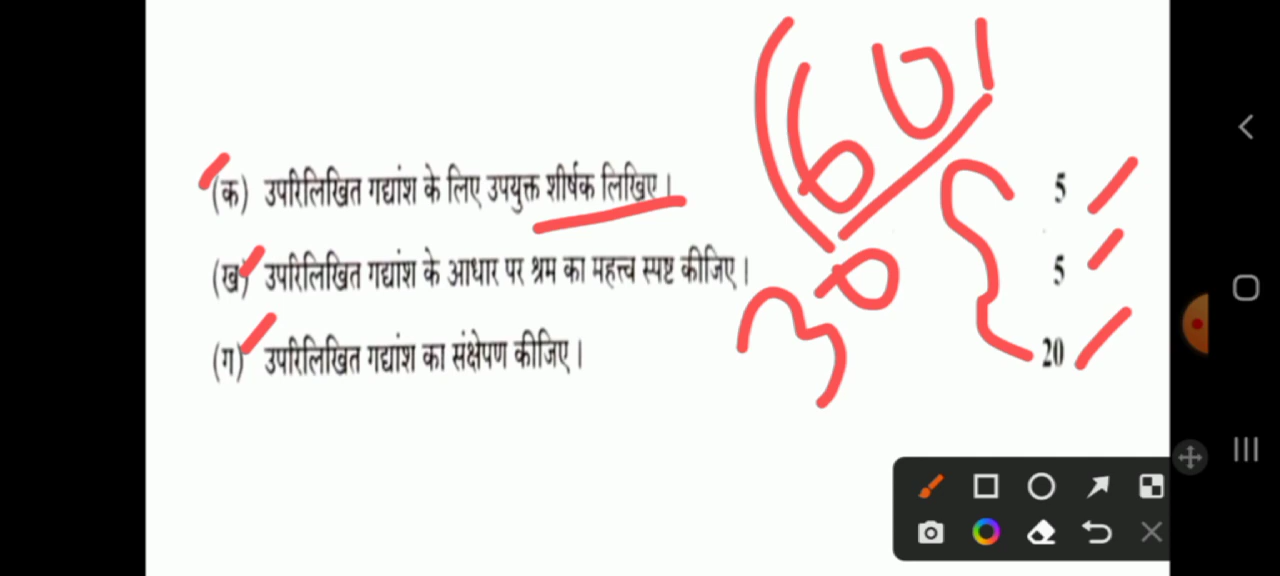 (60)
(क) उपरिलिखित गद्यांश के लिए उपयुक्त शीर्षक लिखिए। 5
(ख) उपरिलिखित गद्यांश के आधार पर श्रम का महत्त्व स्पष्ट कीजिए। 5
30
(ग) उपरिलिखित गद्यांश का संक्षेपण कीजिए। 20